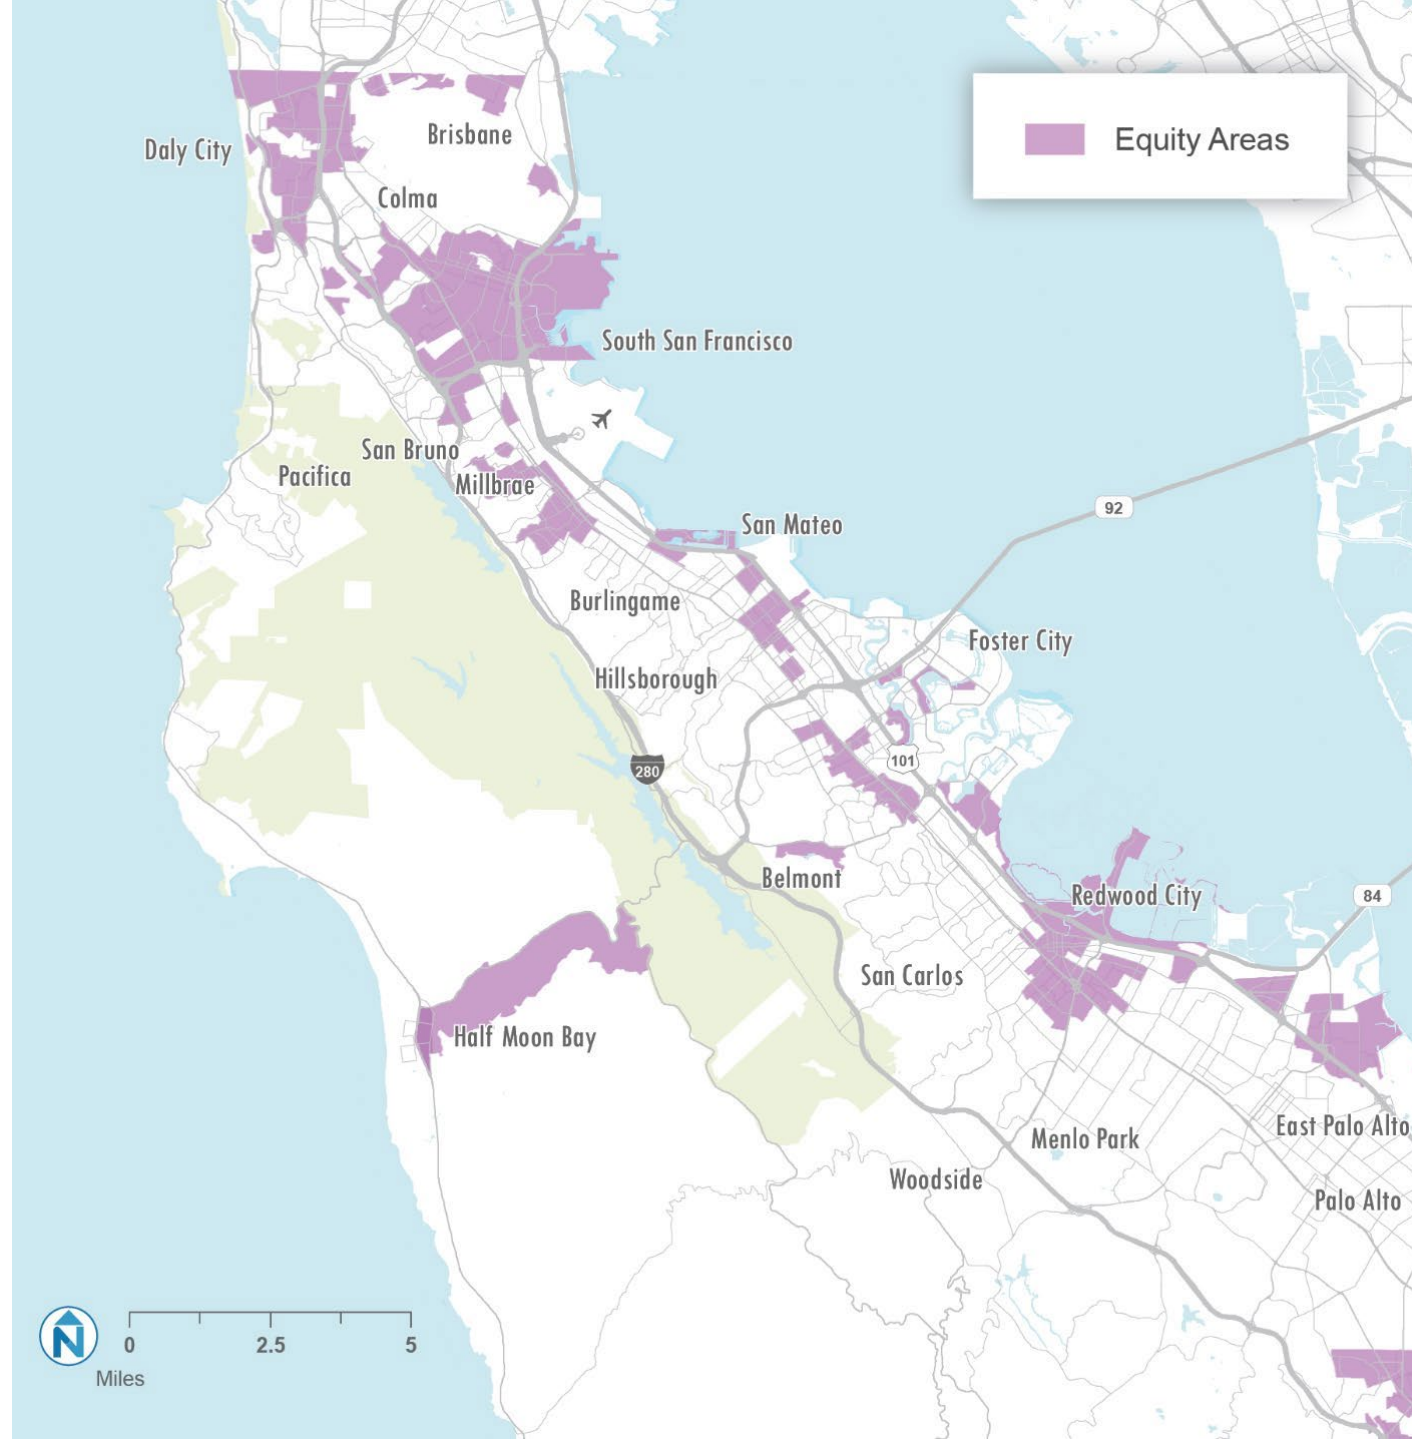 Equity Areas
Brisbane
Daly City
Colma
South San Francisco
San Bruno
Pacifica
Millbrae
92
San Mateo
Burlingame
Foster City
Hillsborough
101
280
Belmont
Redwood City
84
San Carlos
Half Moon Bay
East Palo Alto
Menlo Park
Woodside
Palo Alto
N
0 2.5 5
Miles